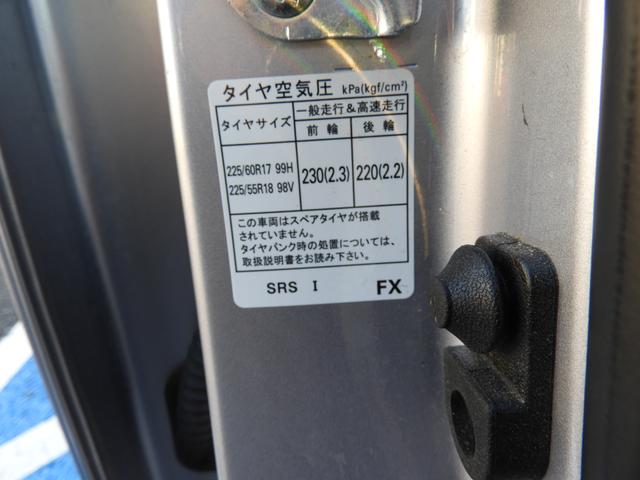 タイヤ空気圧 kPa(kgf/cm²)
タイヤサイズ 一般走行&高速走行
前輪 後輪
225/60R17 99H
225/55R18 98V
230(2.3) 220(2.2)
この車両はスペアタイヤが搭載
されていません。
タイヤパンク時の処置については、
取扱説明書をお読み下さい。
SRS I FX